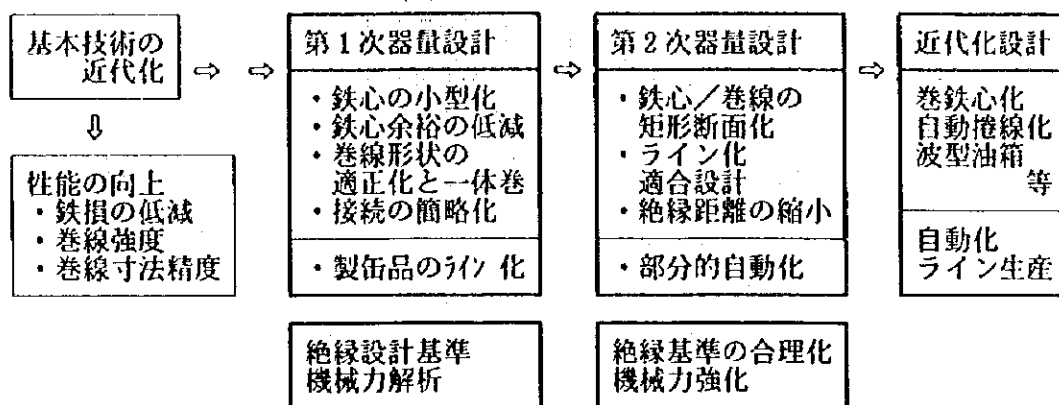 基本技術の
近代化
⇨
⇨
⇩
性能の向上
・鉄損の低減
・巻線強度
・巻線寸法精度
第1次器量設計
・鉄心の小型化
・鉄心余裕の低減
・巻線形状の
適正化と一体巻
・接続の簡略化
・製缶品のライン化
絶縁設計基準
機械力解析
⇨
第2次器量設計
・鉄心/巻線の
矩形断面化
・ライン化
適合設計
・絶縁距離の縮小
・部分的自動化
絶縁基準の合理化
機械力強化
⇨
近代化設計
巻鉄心化
自動捲線化
波型油箱
等
自動化
ライン生産